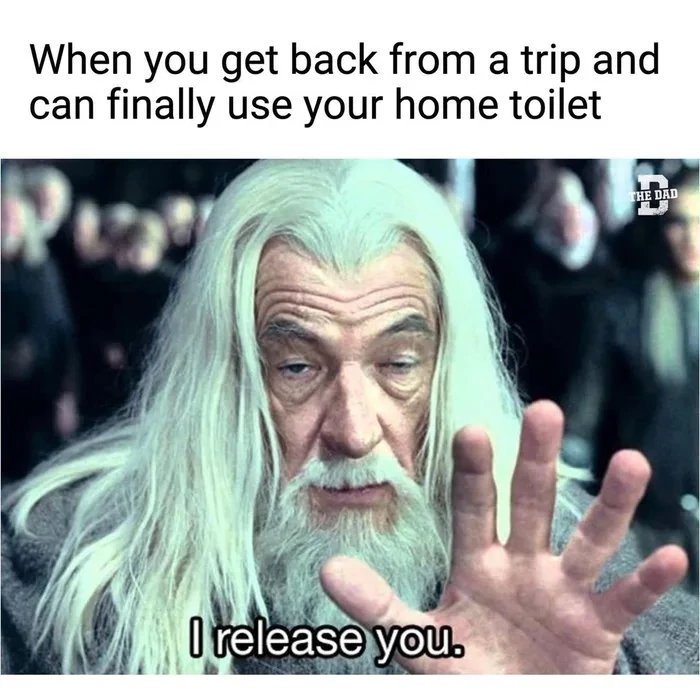 When you get back from a trip and
can finally use your home toilet
D
THE DAD
I release you.